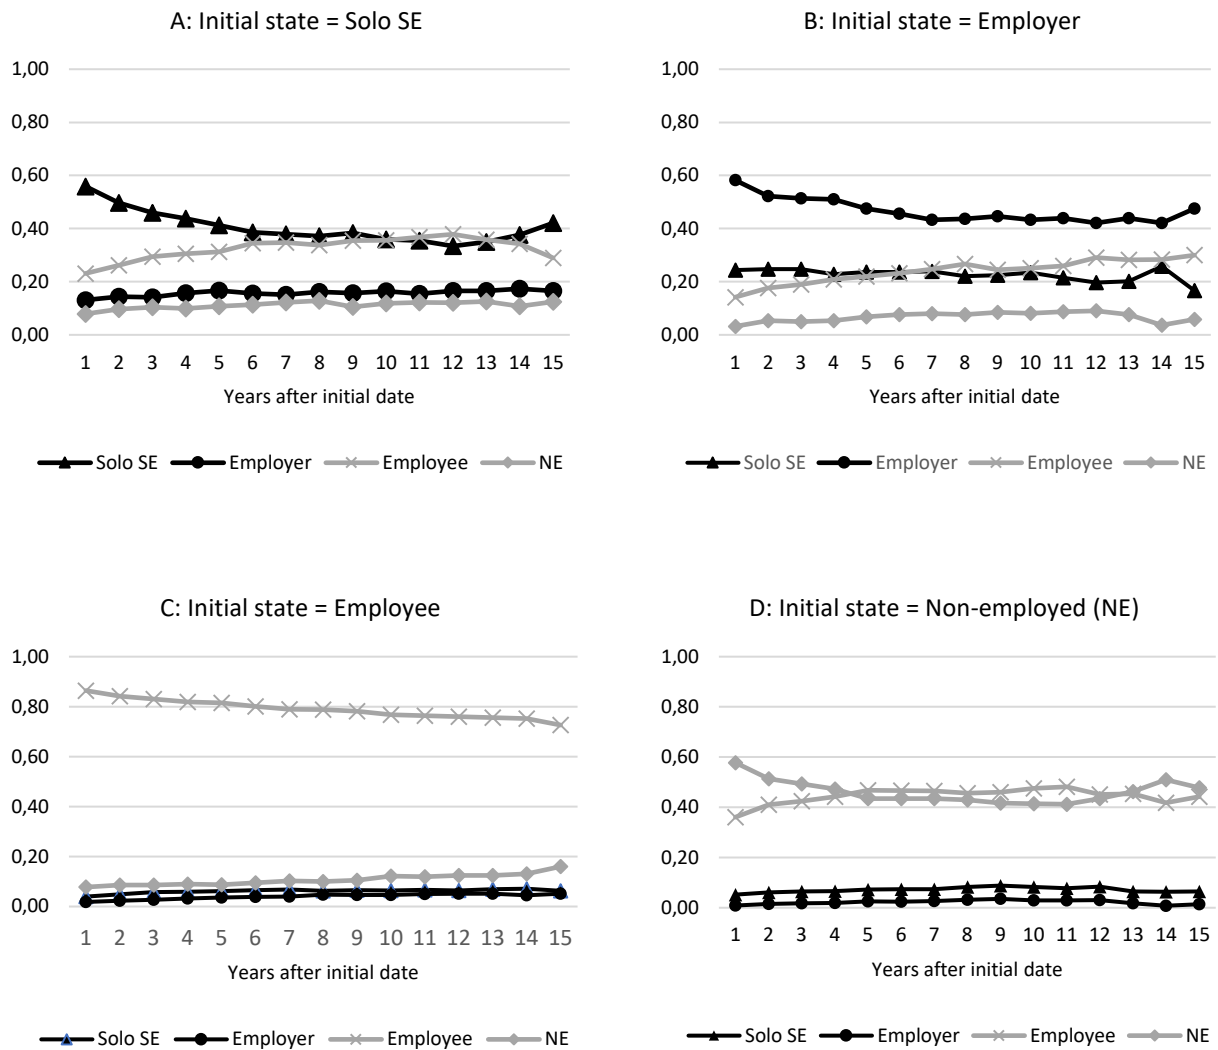 A: Initial state = Solo SE
1,00
0,80
0,60
0,40
0,20
0,00
1 2 3 4 5 6 7 8 9 10 11 12 13 14 15
Years after initial date
Solo SE Employer Employee NE
B: Initial state = Employer
1,00
0,80
0,60
0,40
0,20
0,00
1 2 3 4 5 6 7 8 9 10 11 12 13 14 15
Years after initial date
Solo SE Employer Employee NE
C: Initial state = Employee
1,00
0,80
0,60
0,40
0,20
0,00
1 2 3 4 5 6 7 8 9 10 11 12 13 14 15
Years after initial date
Solo SE Employer Employee NE
D: Initial state = Non-employed (NE)
1,00
0,80
0,60
0,40
0,20
0,00
1 2 3 4 5 6 7 8 9 10 11 12 13 14 15
Years after initial date
Solo SE Employer Employee NE